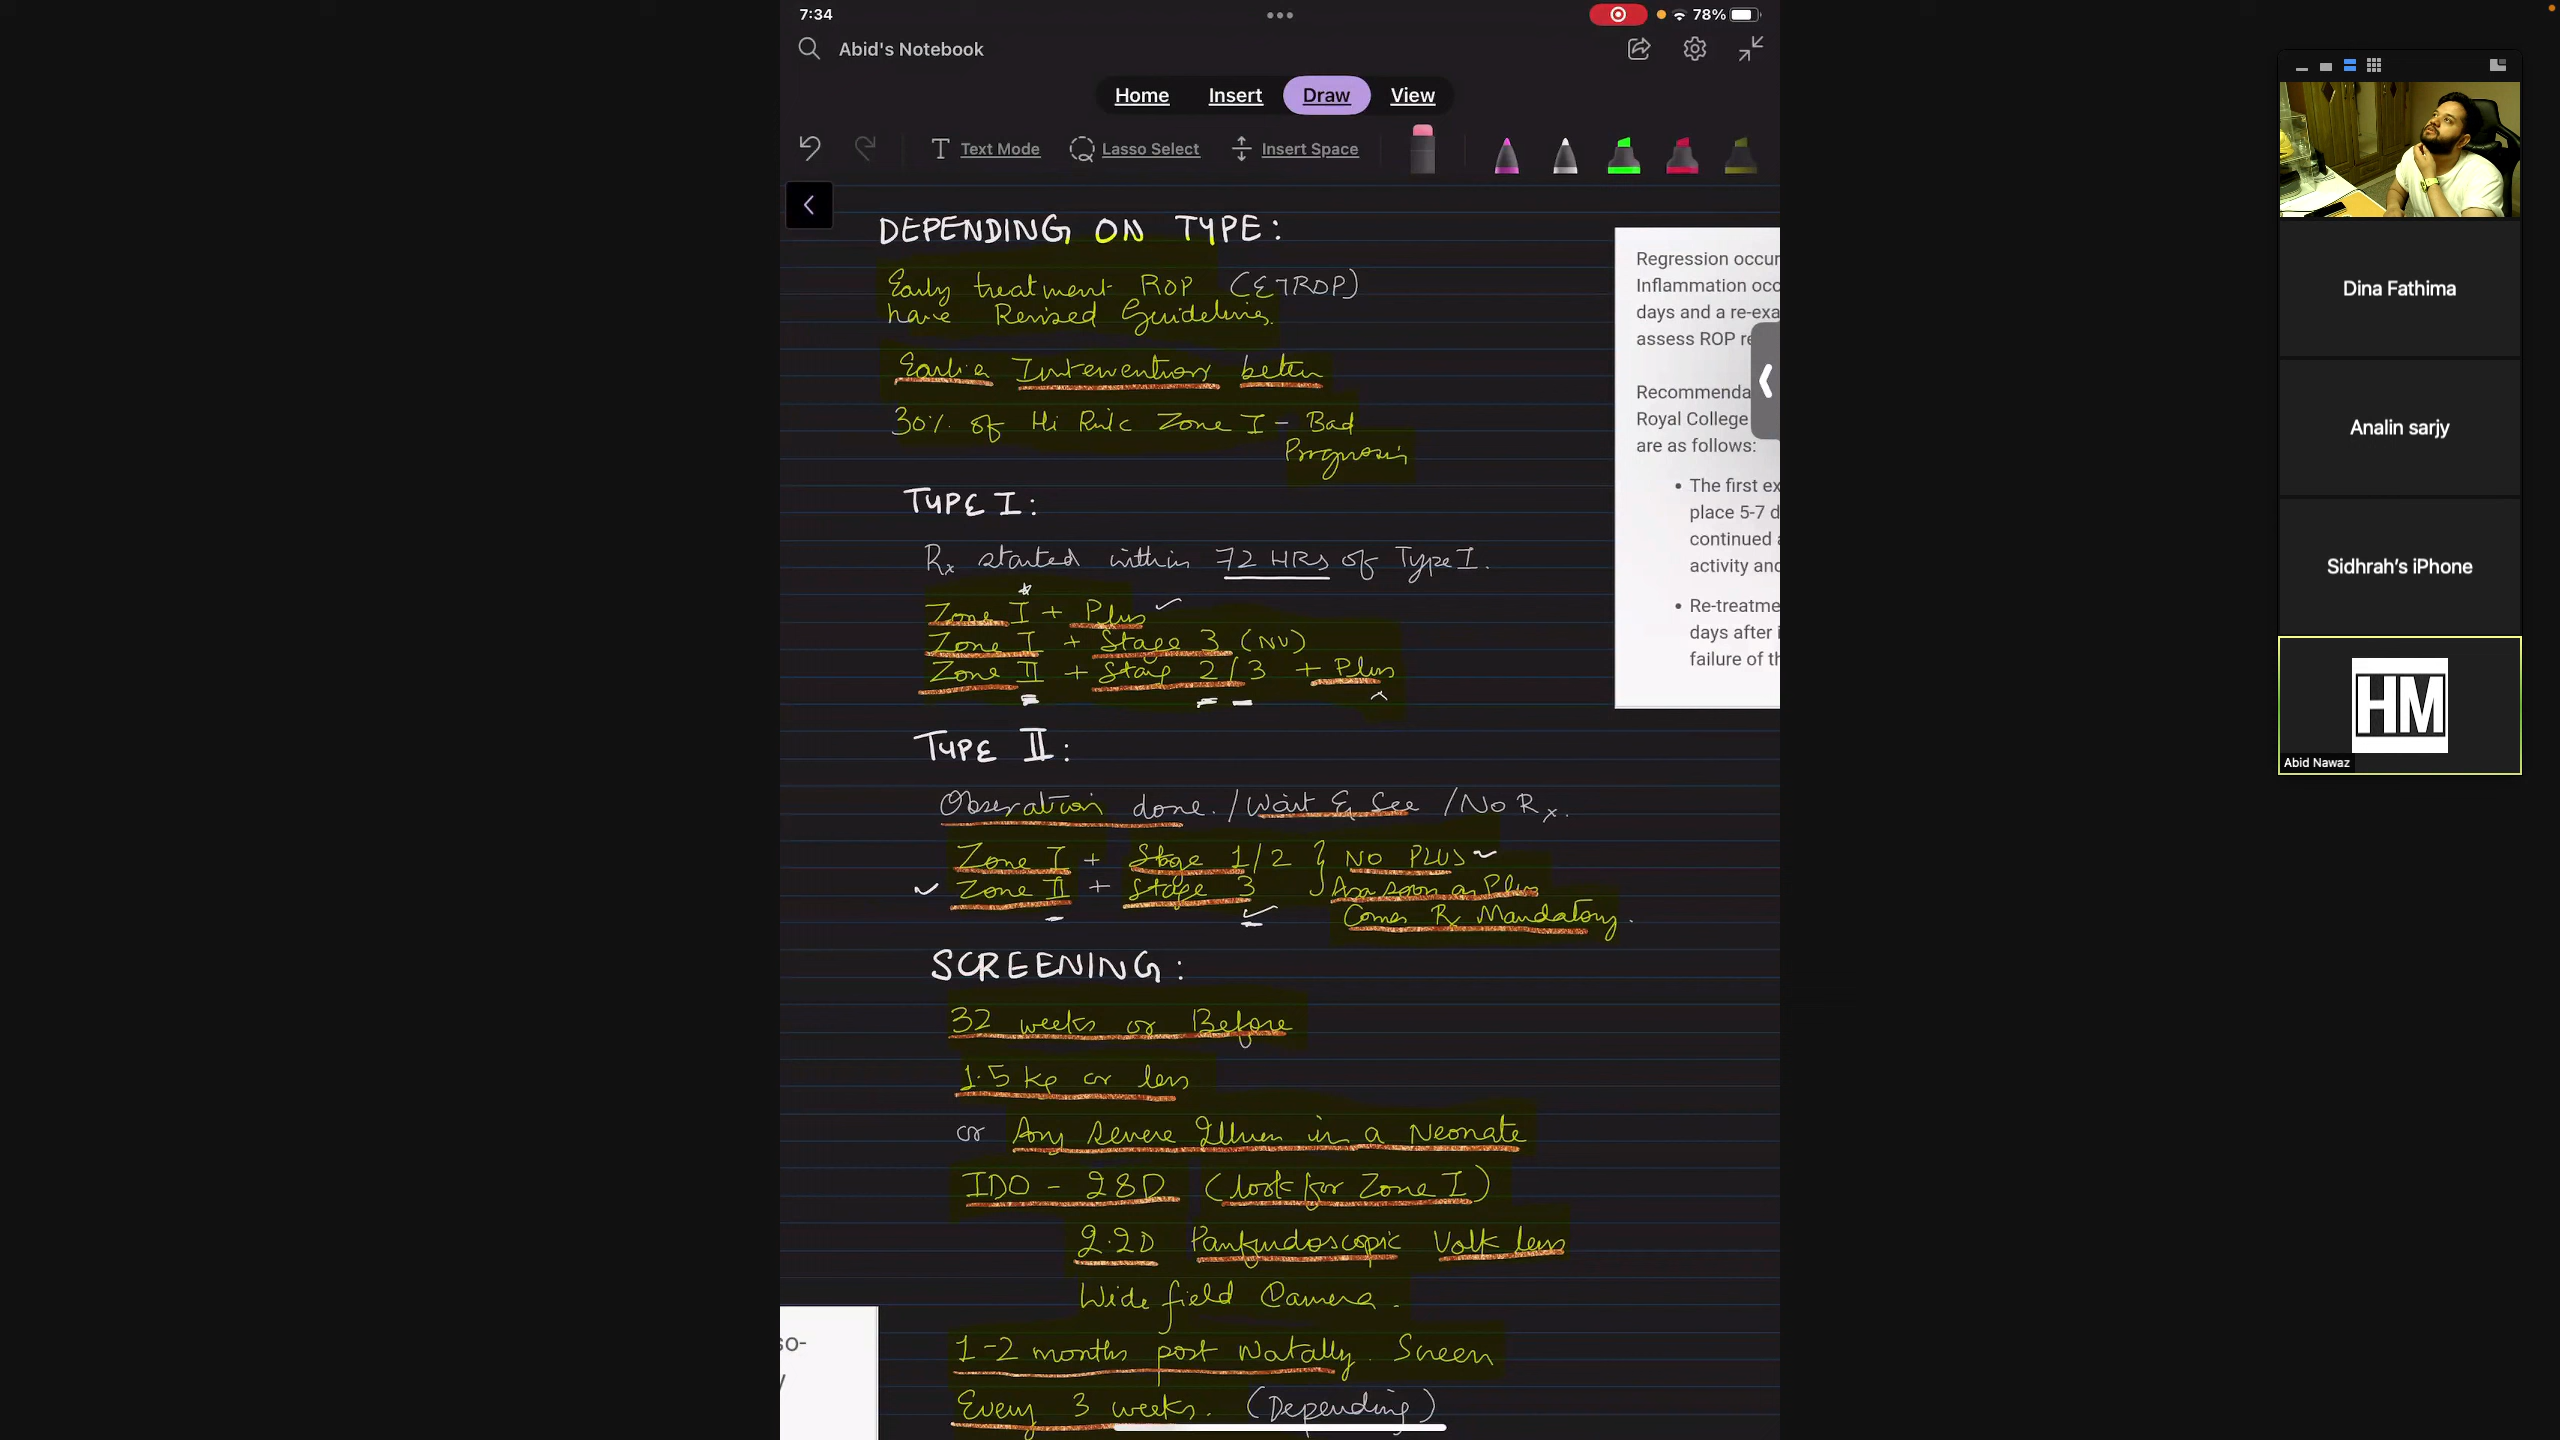 7:34
78%
Abid's Notebook
Home Insert Draw View
Text Mode Lasso Select Insert Space
DEPENDING ON TYPE:
Early treatment ROP (ETROP)
have Revised Guidelines.
Earlier Intervention better
30% of Hi Risk Zone I - Bad
Prognosis
TYPE I:
Rx started within 72 HRs of Type I.
Zone I + Plus
Zone I + Stage 3 (NV)
Zone II + Stage 2/3 + Plus
TYPE II:
Observation done. / Wait & See / No Rx.
Zone I + Stage 1/2 } NO PLUS
Zone II + Stage 3 As soon as Plus
Comes Rx Mandatory.
SCREENING:
32 weeks or Before
1.5 kg or less
or Any severe Illness in a Neonate
IDO - 28D (look for Zone I)
2.2D Panfundoscopic Volk lens
Wide field Camera.
1-2 months post Natally. Screen
Every 3 weeks. (Depending)
Regression occur
Inflammation occ
days and a re-exa
assess ROP re
Recommenda
Royal College
are as follows:
• The first ex
place 5-7 d
continued a
activity and
• Re-treatme
days after i
failure of th
so-
Dina Fathima
Analin sarjy
Sidhrah's iPhone
HM
Abid Nawaz